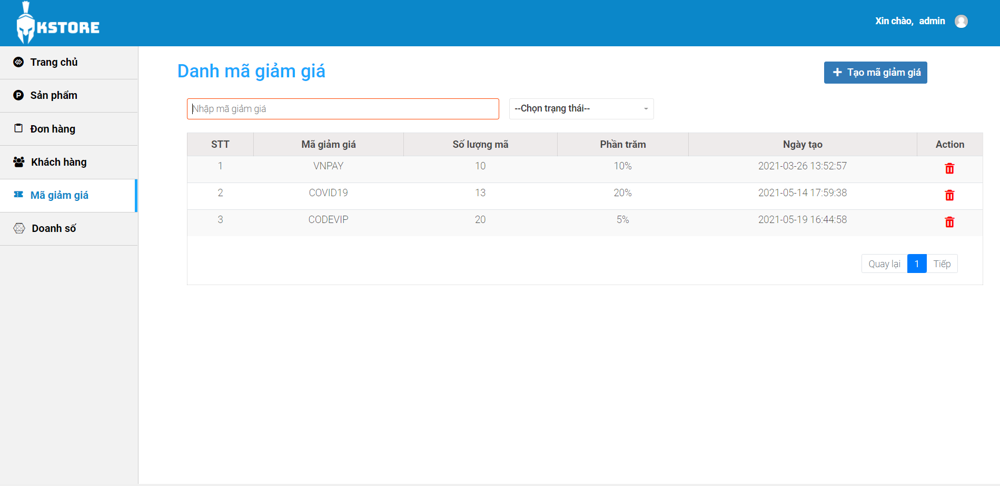 KSTORE
Xin chào, admin
Trang chủ
Sản phẩm
Đơn hàng
Khách hàng
Mã giảm giá
Doanh số
Danh mã giảm giá
Tạo mã giảm giá
Nhập mã giảm giá
--Chọn trạng thái--
STT Mã giảm giá Số lượng mã Phần trăm Ngày tạo Action
1 VNPAY 10 10% 2021-03-26 13:52:57
2 COVID19 13 20% 2021-05-14 17:59:38
3 CODEVIP 20 5% 2021-05-19 16:44:58
Quay lại 1 Tiếp